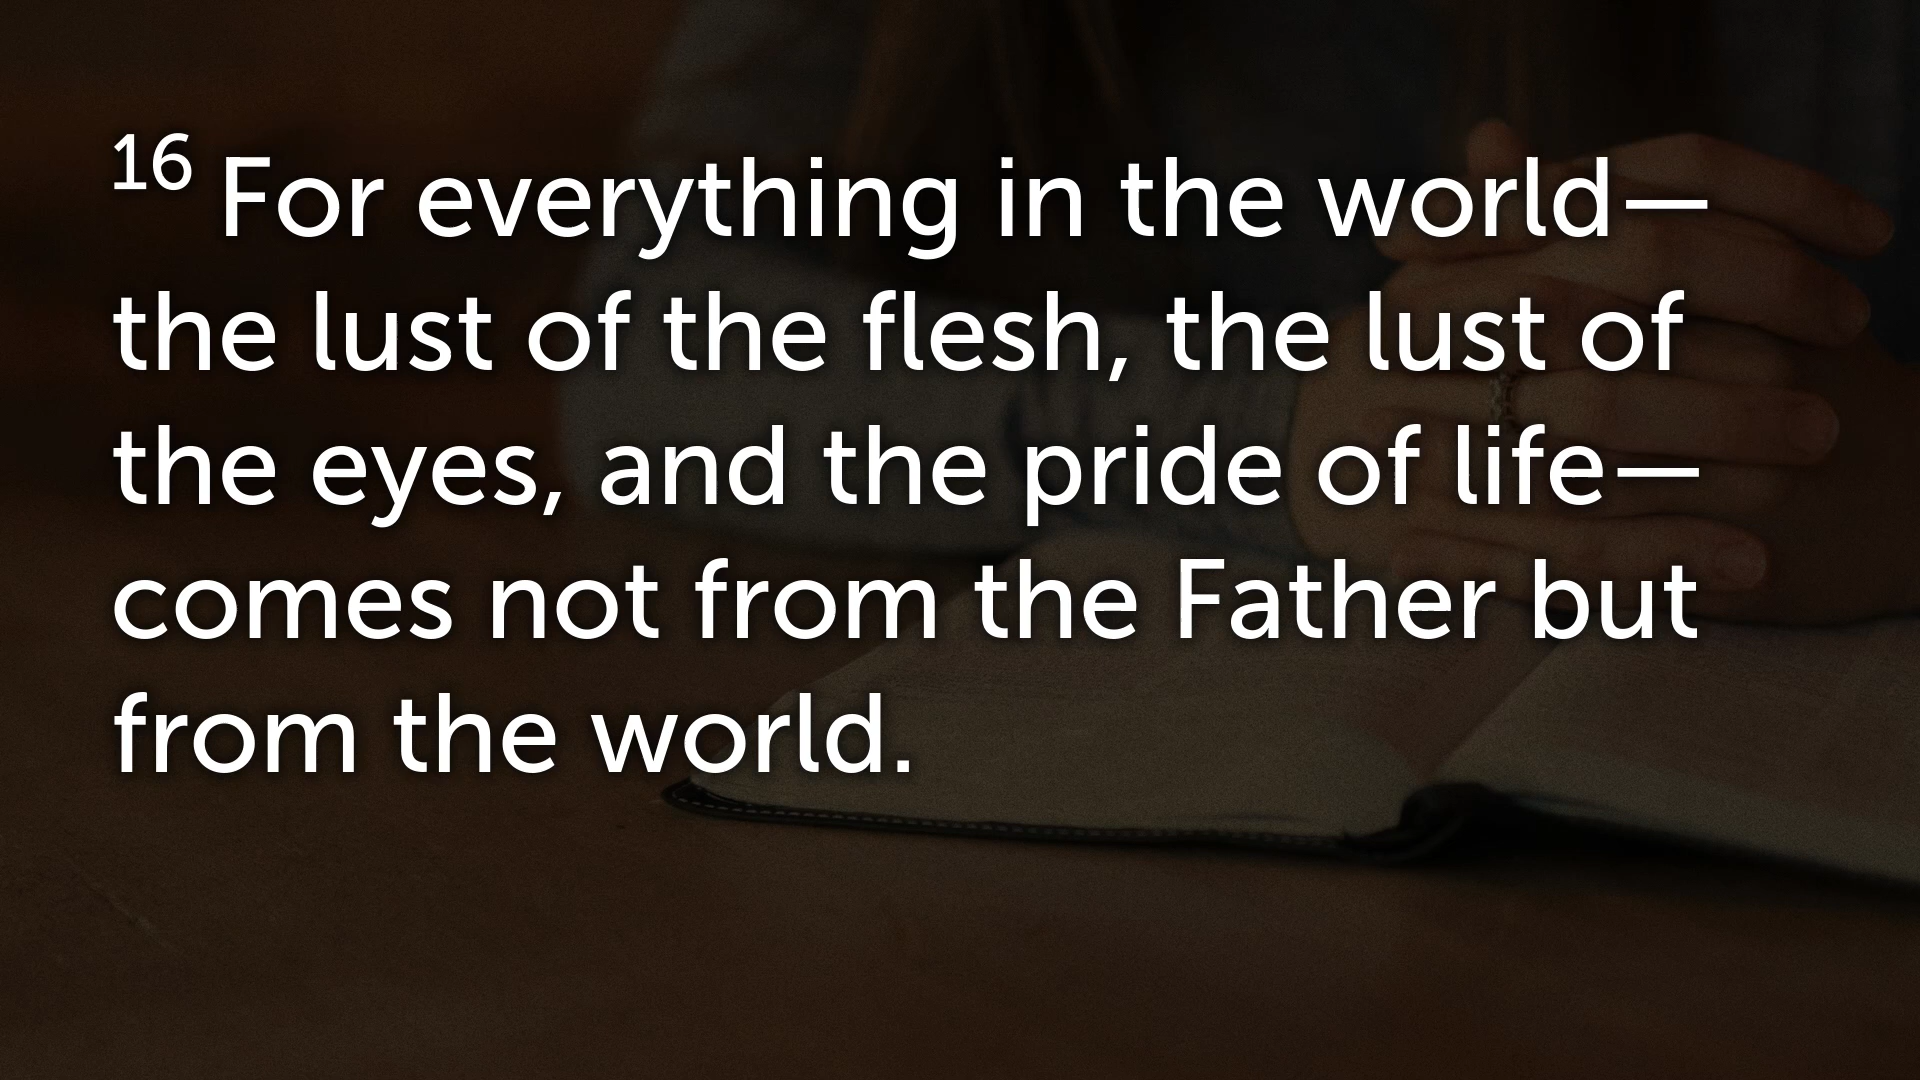 16 For everything in the world—
the lust of the flesh, the lust of
the eyes, and the pride of life—
comes not from the Father but
from the world.